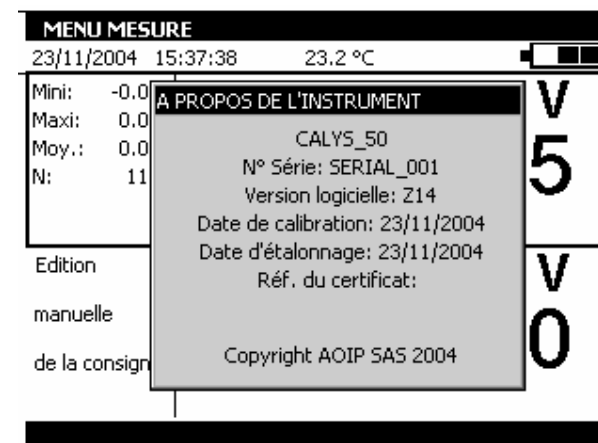 MENU MESURE
23/11/2004 15:37:38 23.2 °C
Mini: -0.0
Maxi: 0.0
Moy.: 0.0
N: 11
V
5
A PROPOS DE L'INSTRUMENT
CALYS_50
N° Série: SERIAL_001
Version logicielle: Z14
Date de calibration: 23/11/2004
Date d'étalonnage: 23/11/2004
Réf. du certificat:
Copyright AOIP SAS 2004
Edition
manuelle
de la consign
V
0